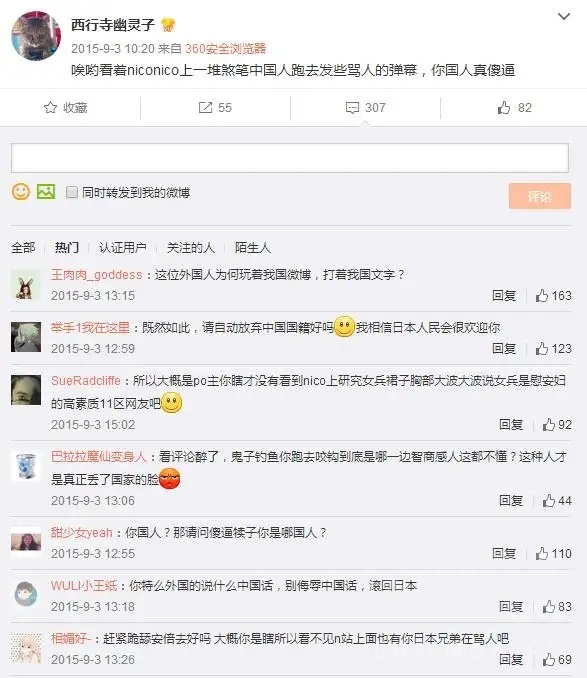 西行寺幽灵子
2015-9-3 10:20 来自 360安全浏览器
唉哟看着niconico上一堆煞笔中国人跑去发些骂人的弹幕，你国人真傻逼
收藏 55 307 82
同时转发到我的微博 评论
全部 热门 认证用户 关注的人 陌生人
王肉肉_goddess：这位外国人为何玩着我国微博，打着我国文字？
2015-9-3 13:15 回复 163
举手1我在这里：既然如此，请自动放弃中国国籍好吗 我相信日本人民会很欢迎你
2015-9-3 12:59 回复 123
SueRadcliffe：所以大概是po主你瞎才没有看到nico上研究女兵裙子胸部大波大波说女兵是慰安妇
的高素质11区网友吧
2015-9-3 15:02 回复 92
巴拉拉魔仙变身人：看评论醉了，鬼子钓鱼你跑去咬钩到底是哪一边智商感人这都不懂？这种人才
是真正丢了国家的脸
2015-9-3 13:06 回复 44
甜少女yeah：你国人？那请问傻逼犊子你是哪国人？
2015-9-3 12:55 回复 110
WULI小王纸：你特么外国的说什么中国话，别侮辱中国话，滚回日本
2015-9-3 13:18 回复 83
相媚好-：赶紧跪舔安倍去好吗 大概你是瞎所以看不见n站上面也有你日本兄弟在骂人吧
2015-9-3 13:26 回复 69